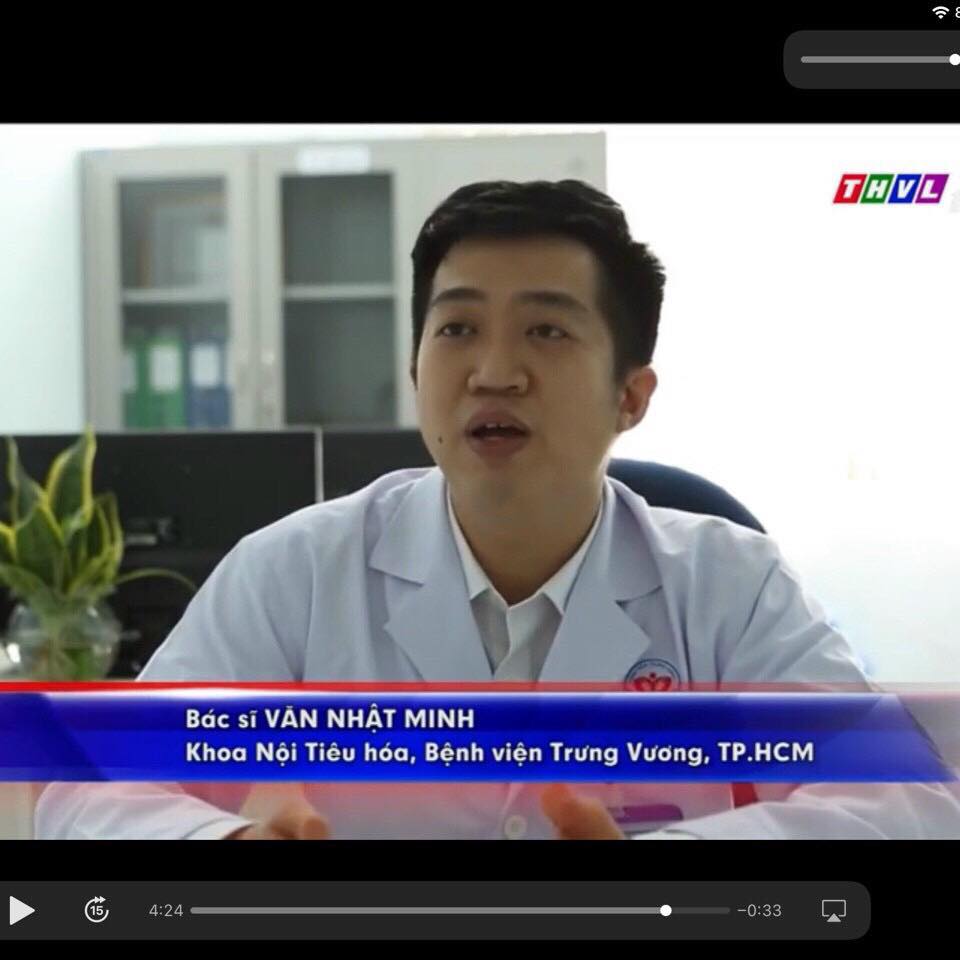 8
THVL
Bác sĩ VĂN NHẬT MINH
Khoa Nội Tiêu hóa, Bệnh viện Trưng Vương, TP.HCM
15
4:24
−0:33